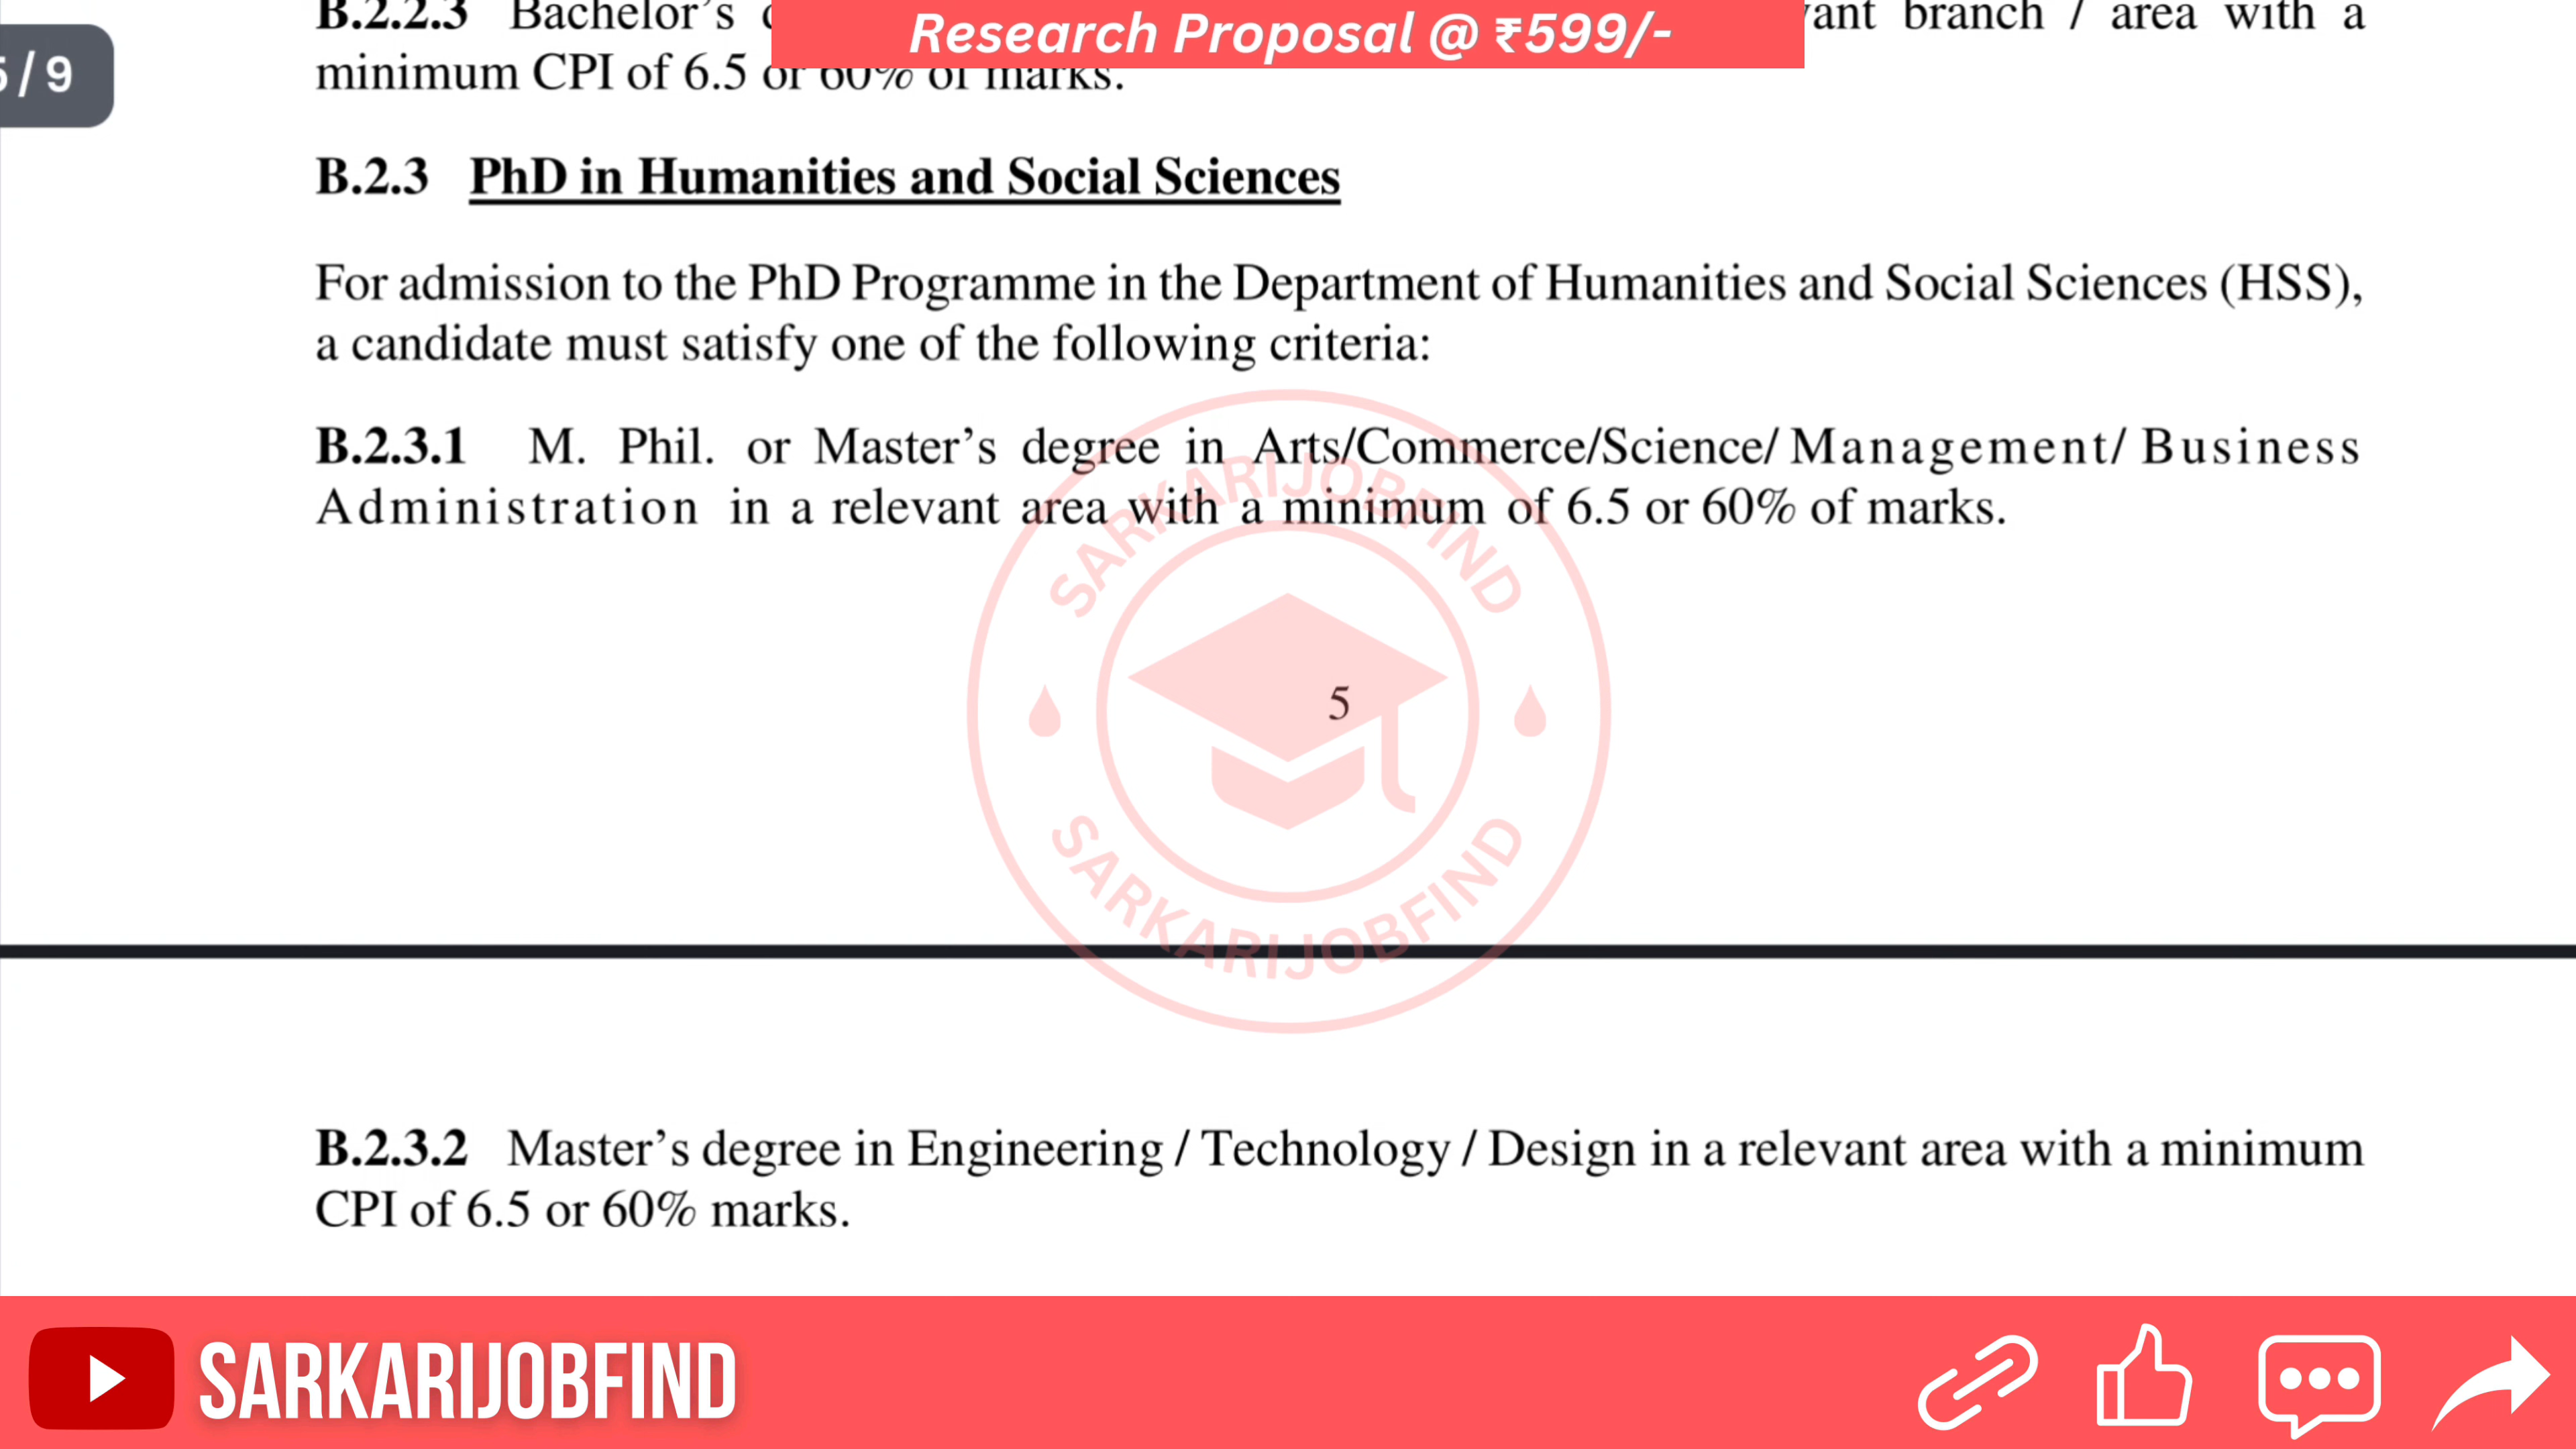 Research Proposal @ ₹599/-
B.2.2.3 Bachelor's branch / area with a
minimum CPI of 6.5 or 60% of marks.
/ 9
B.2.3 PhD in Humanities and Social Sciences
For admission to the PhD Programme in the Department of Humanities and Social Sciences (HSS),
a candidate must satisfy one of the following criteria:
B.2.3.1 M. Phil. or Master's degree in Arts/Commerce/Science/ Management/ Business
Administration in a relevant area with a minimum of 6.5 or 60% of marks.
SARKARIJOBFIND
5
SARKARIJOBFIND
B.2.3.2 Master's degree in Engineering / Technology / Design in a relevant area with a minimum
CPI of 6.5 or 60% marks.
SARKARIJOBFIND